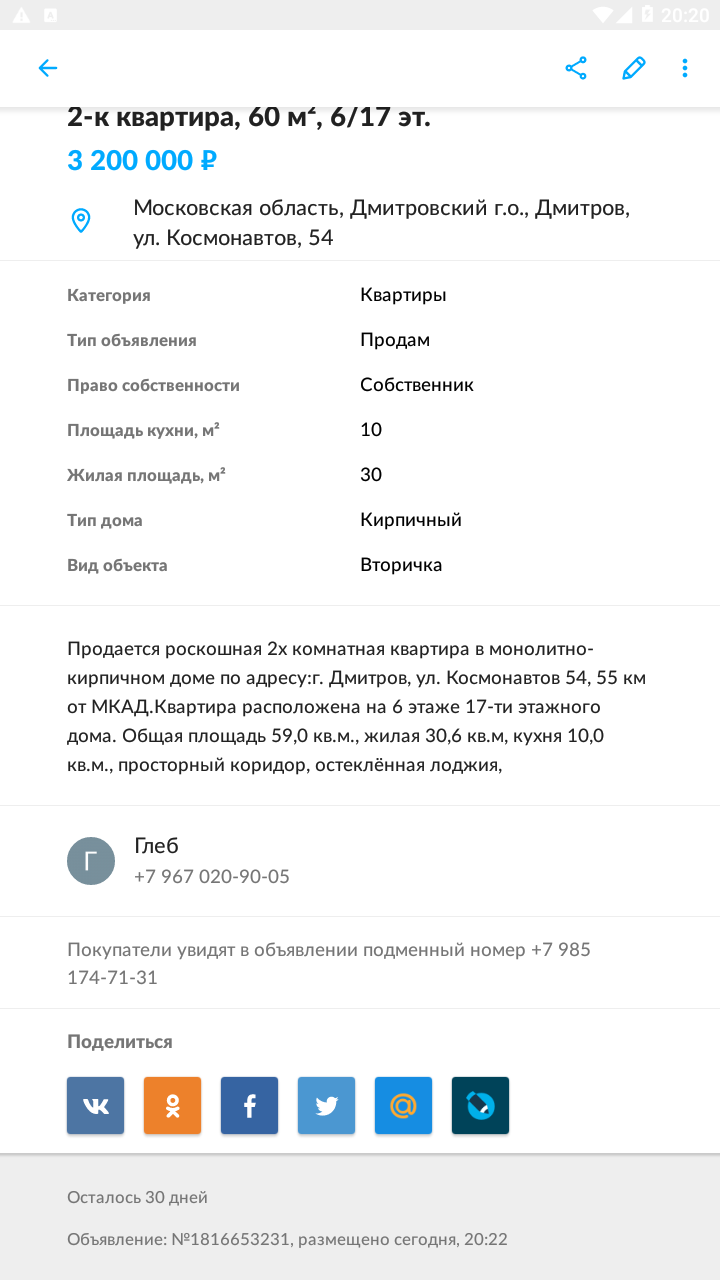 20:20
2-к квартира, 60 м², 6/17 эт.
3 200 000 ₽
Московская область, Дмитровский г.о., Дмитров,
ул. Космонавтов, 54
Категория Квартиры
Тип объявления Продам
Право собственности Собственник
Площадь кухни, м² 10
Жилая площадь, м² 30
Тип дома Кирпичный
Вид объекта Вторичка
Продается роскошная 2х комнатная квартира в монолитно-
кирпичном доме по адресу:г. Дмитров, ул. Космонавтов 54, 55 км
от МКАД.Квартира расположена на 6 этаже 17-ти этажного
дома. Общая площадь 59,0 кв.м., жилая 30,6 кв.м, кухня 10,0
кв.м., просторный коридор, остеклённая лоджия,
Г
Глеб
+7 967 020-90-05
Покупатели увидят в объявлении подменный номер +7 985
174-71-31
Поделиться
Осталось 30 дней
Объявление: №1816653231, размещено сегодня, 20:22